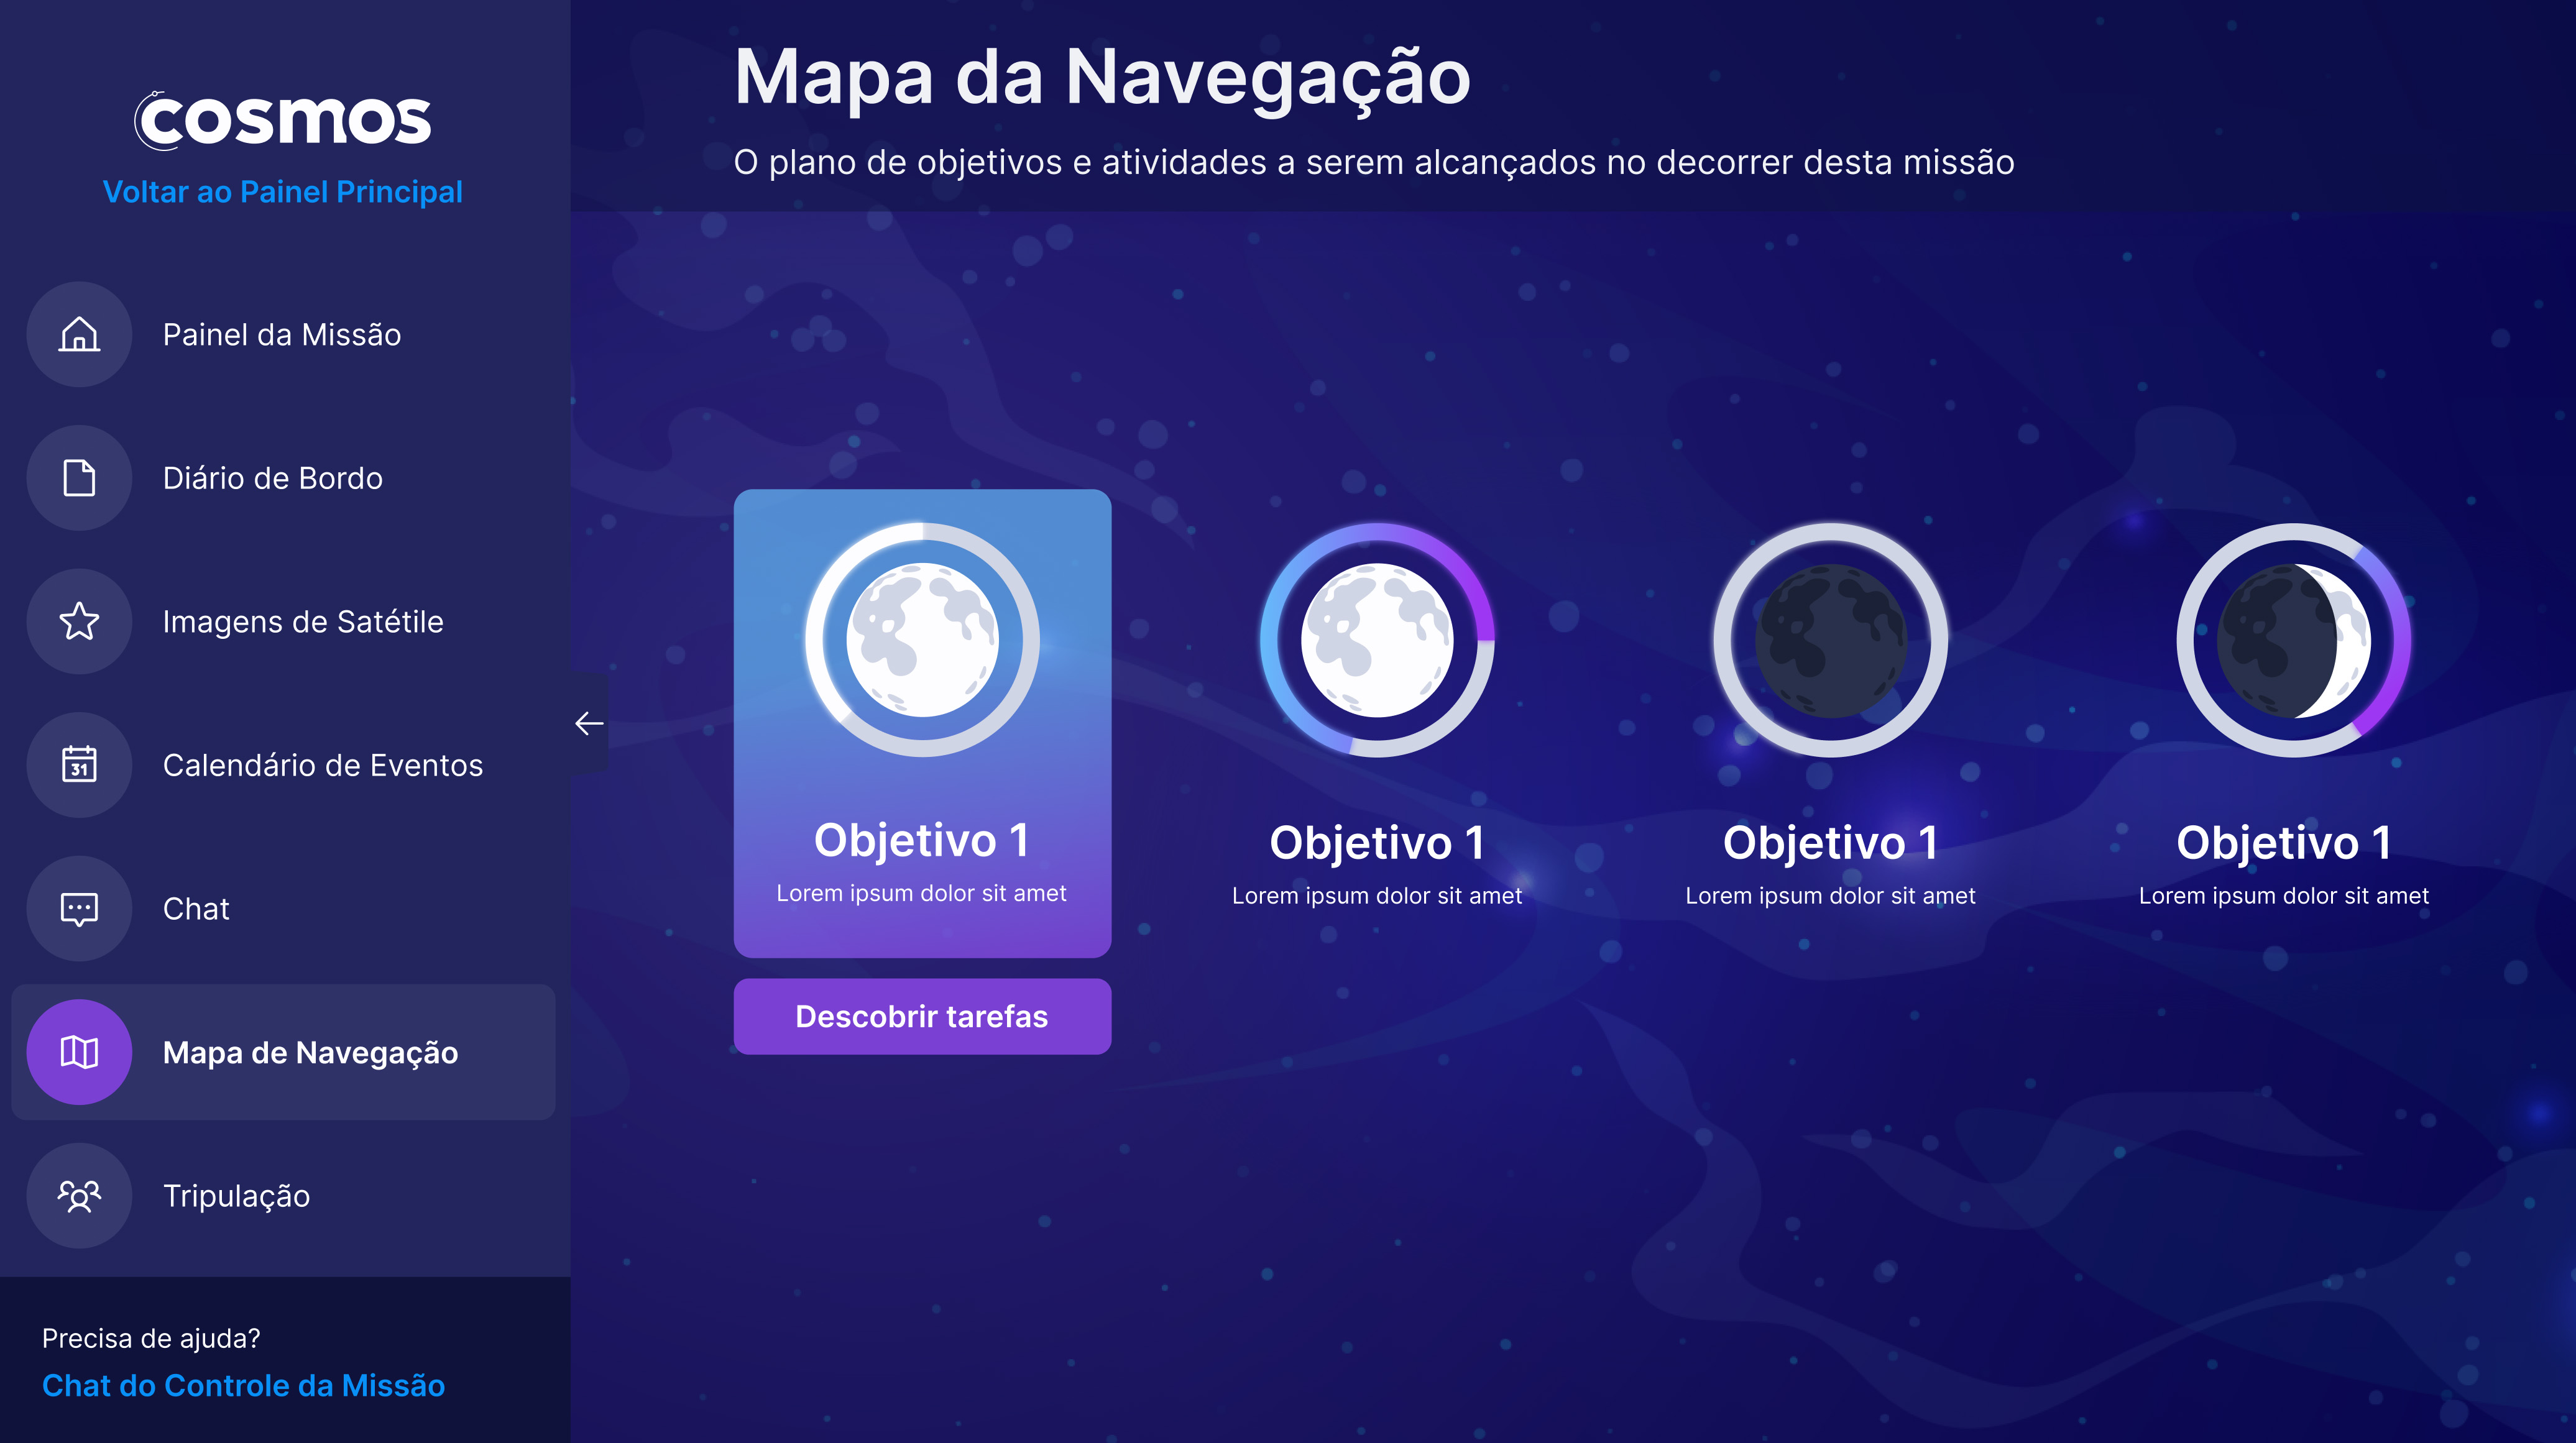 cosmos
Voltar ao Painel Principal
Painel da Missão
Diário de Bordo
Imagens de Satétile
31
Calendário de Eventos
Chat
Mapa de Navegação
Tripulação
Precisa de ajuda?
Chat do Controle da Missão
Mapa da Navegação
O plano de objetivos e atividades a serem alcançados no decorrer desta missão
Objetivo 1
Lorem ipsum dolor sit amet
Descobrir tarefas
Objetivo 1
Lorem ipsum dolor sit amet
Objetivo 1
Lorem ipsum dolor sit amet
Objetivo 1
Lorem ipsum dolor sit amet